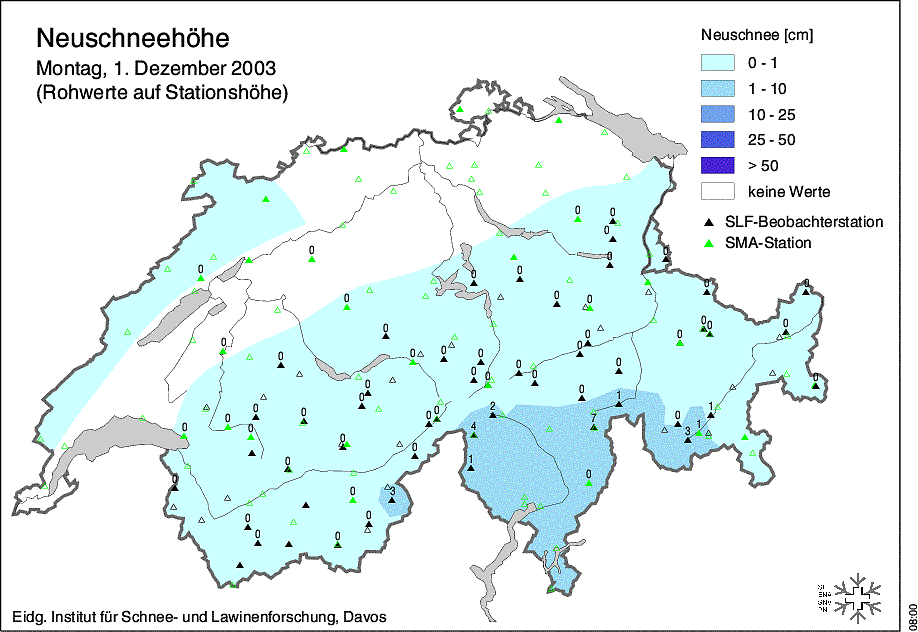 Neuschneehöhe
Montag, 1. Dezember 2003
(Rohwerte auf Stationshöhe)
Neuschnee [cm]
0 - 1
1 - 10
10 - 25
25 - 50
> 50
keine Werte
SLF-Beobachterstation
SMA-Station
0 0
0
0 0 0
0 0
0 0 0 0
0 0 0
0 0 0
0 0 0 0 0
0 0 0 0
0 0 0 1
0 0 0 2 7 0 1
0 0 0 0 4 3 1
0 0 0 1 0
0 0 3
0 0
0 0
Eidg. Institut für Schnee- und Lawinenforschung, Davos
08:00